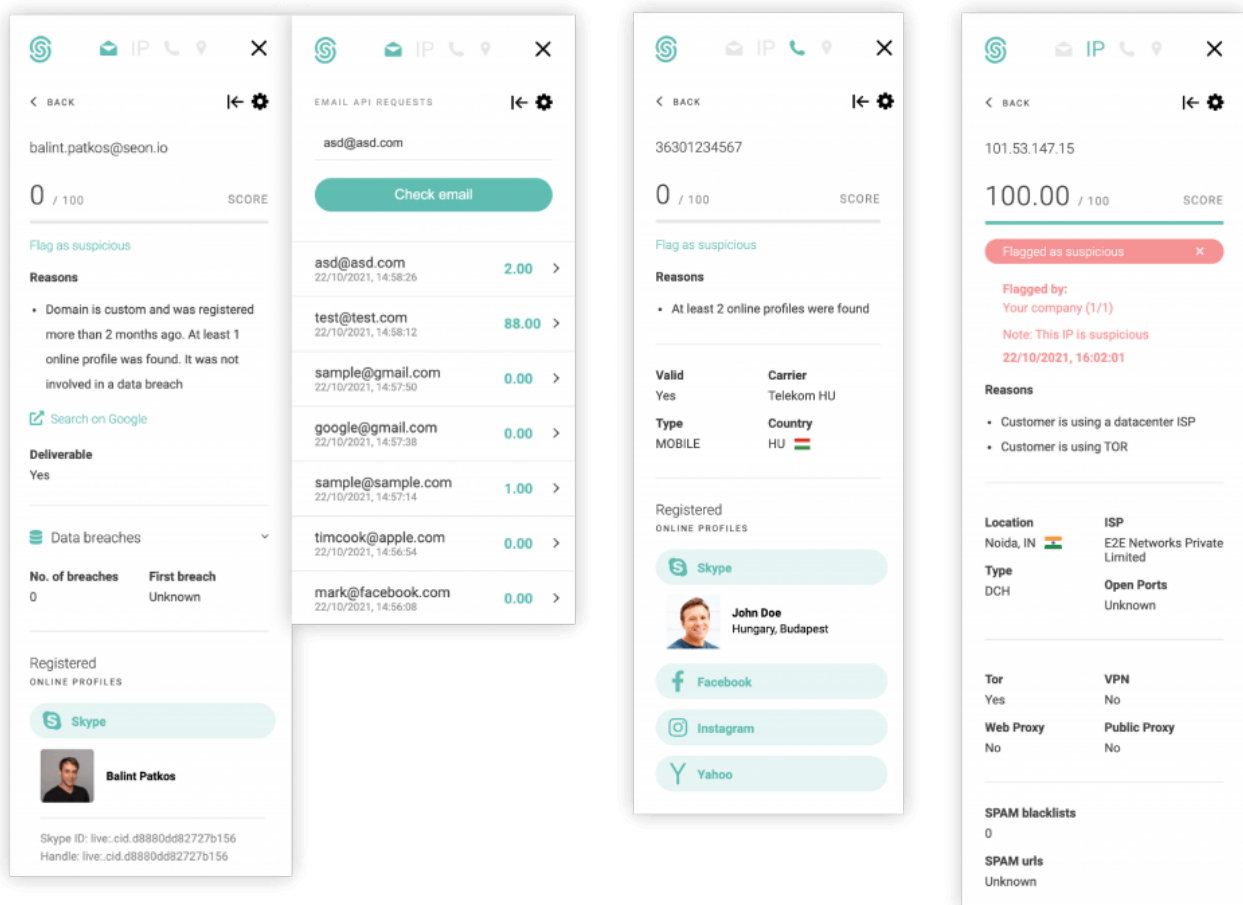 IP
BACK
balint.patkos@seon.io
0 / 100 SCORE
Flag as suspicious
Reasons
• Domain is custom and was registered
more than 2 months ago. At least 1
online profile was found. It was not
involved in a data breach
Search on Google
Deliverable
Yes
Data breaches
No. of breaches First breach
0 Unknown
Registered
ONLINE PROFILES
Skype
Balint Patkos
Skype ID: live:.cid.d8880dd82727b156
Handle: live:.cid.d8880dd82727b156
IP
EMAIL API REQUESTS
asd@asd.com
Check email
asd@asd.com 2.00
22/10/2021, 14:58:26
test@test.com 88.00
22/10/2021, 14:58:12
sample@gmail.com 0.00
22/10/2021, 14:57:50
google@gmail.com 0.00
22/10/2021, 14:57:38
sample@sample.com 1.00
22/10/2021, 14:57:14
timcook@apple.com 0.00
22/10/2021, 14:56:54
mark@facebook.com 0.00
22/10/2021, 14:56:08
IP
BACK
36301234567
0 / 100 SCORE
Flag as suspicious
Reasons
• At least 2 online profiles were found
Valid Carrier
Yes Telekom HU
Type Country
MOBILE HU
Registered
ONLINE PROFILES
Skype
John Doe
Hungary, Budapest
Facebook
Instagram
Yahoo
IP
BACK
101.53.147.15
100.00 / 100 SCORE
Flagged as suspicious
Flagged by:
Your company (1/1)
Note: This IP is suspicious
22/10/2021, 16:02:01
Reasons
• Customer is using a datacenter ISP
• Customer is using TOR
Location ISP
Noida, IN E2E Networks Private
Limited
Type Open Ports
DCH Unknown
Tor VPN
Yes No
Web Proxy Public Proxy
No No
SPAM blacklists
0
SPAM urls
Unknown